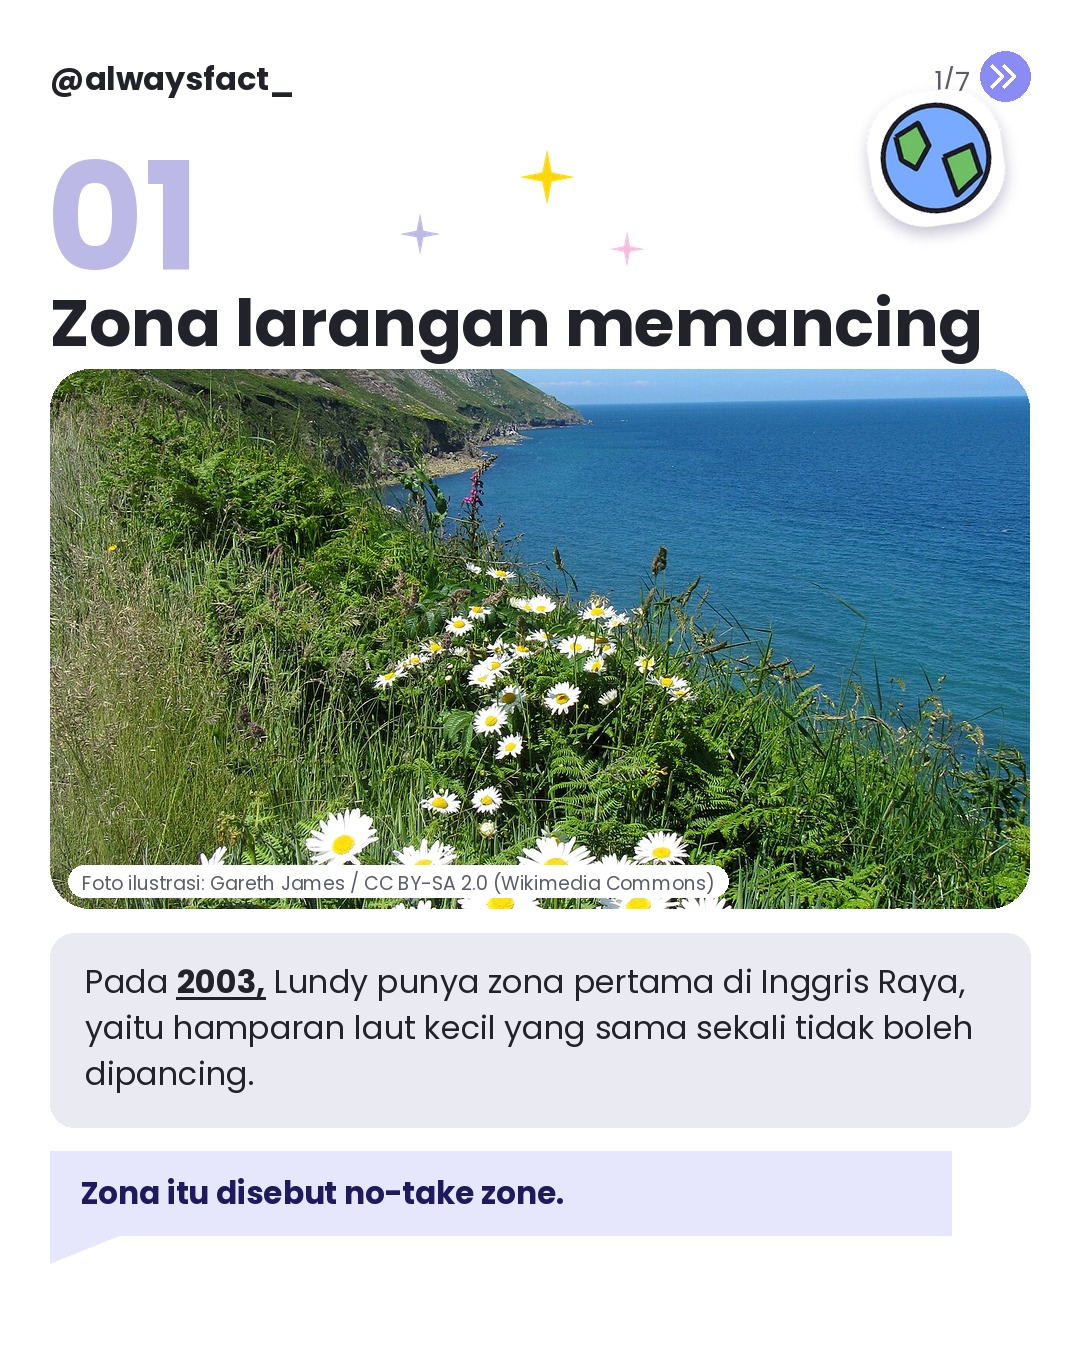 @alwaysfact_
1/7
01
Zona larangan memancing
Foto ilustrasi: Gareth James / CC BY-SA 2.0 (Wikimedia Commons)
Pada 2003, Lundy punya zona pertama di Inggris Raya,
yaitu hamparan laut kecil yang sama sekali tidak boleh
dipancing.
Zona itu disebut no-take zone.